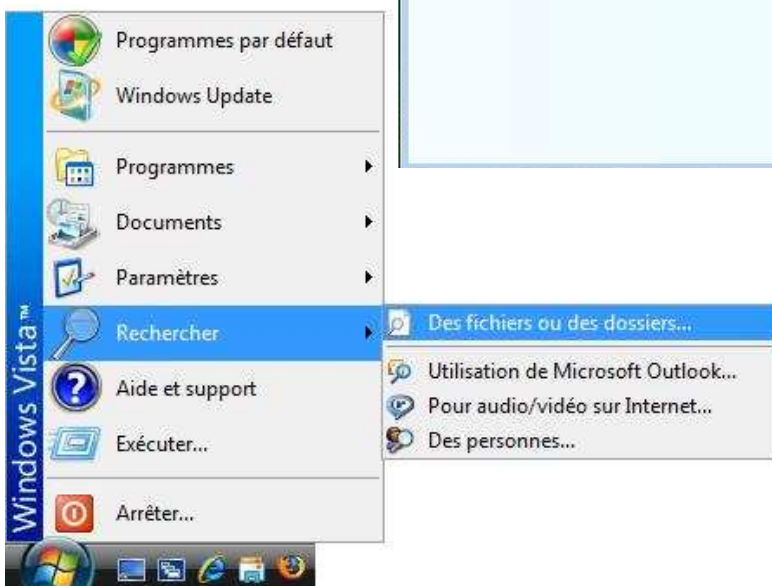 Programmes par défaut
Windows Update
Programmes
Documents
Paramètres
Rechercher
Des fichiers ou des dossiers...
Utilisation de Microsoft Outlook...
Pour audio/vidéo sur Internet...
Des personnes...
Aide et support
Exécuter...
Arrêter...
Windows Vista™